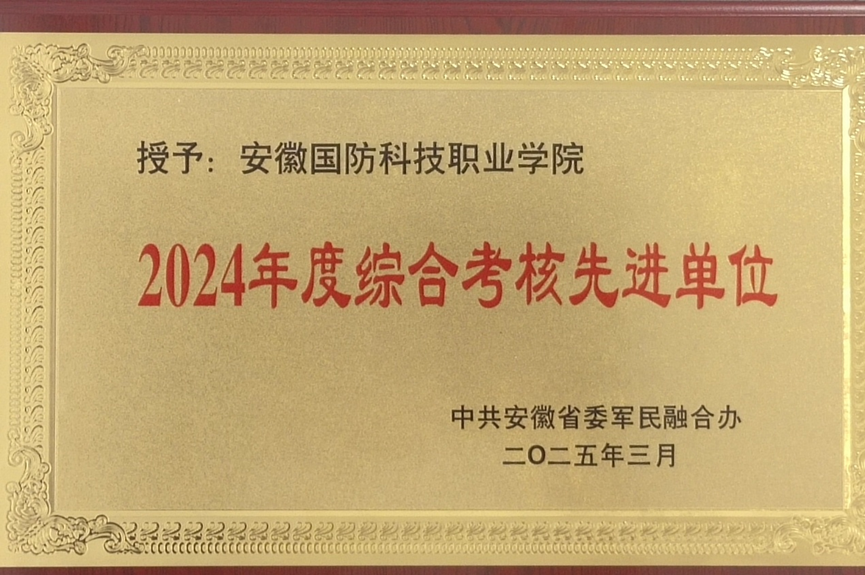 授予：安徽国防科技职业学院
2024年度综合考核先进单位
中共安徽省委军民融合办
二〇二五年三月